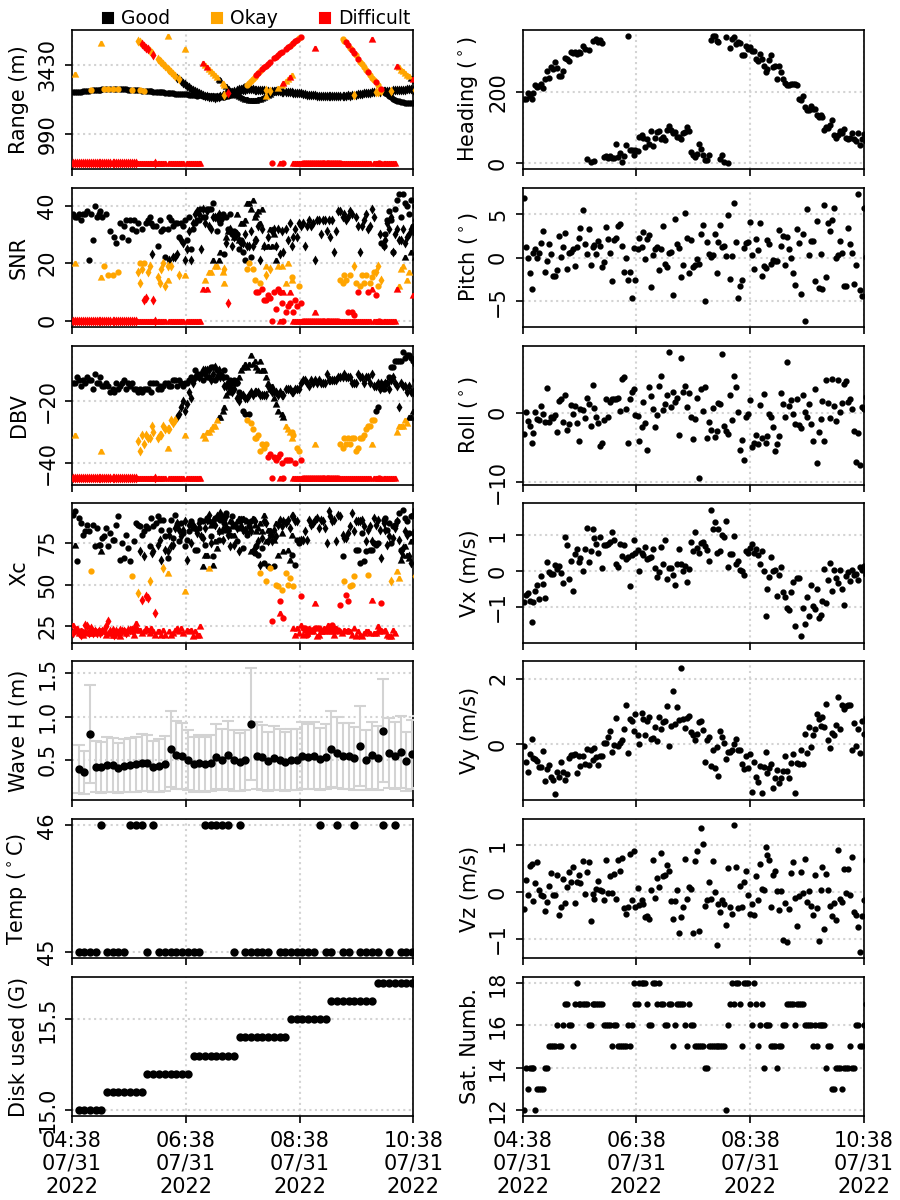 Good Okay Difficult
Range (m)
3430
990
Heading (°)
200
0
SNR
40
20
0
Pitch (°)
5
0
−5
DBV
−20
−40
Roll (°)
0
−10
Xc
75
50
25
Vx (m/s)
1
0
−1
Wave H (m)
1.5
1.0
0.5
Vy (m/s)
2
0
Temp (°C)
46
45
Vz (m/s)
1
0
−1
Disk used (G)
15.5
15.0
Sat. Numb.
18
16
14
12
04:38 06:38 08:38 10:38
07/31 07/31 07/31 07/31
2022 2022 2022 2022
04:38 06:38 08:38 10:38
07/31 07/31 07/31 07/31
2022 2022 2022 2022